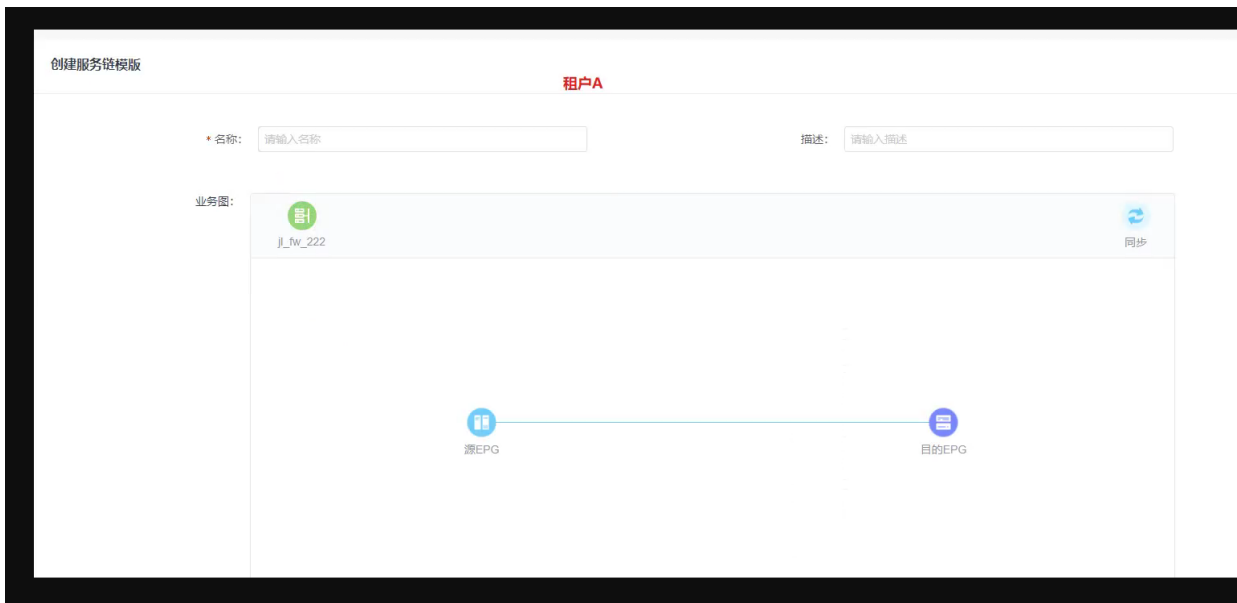 创建服务链模版
租户A
* 名称： 请输入名称 描述： 请输入描述
业务图：
jl_fw_222 同步
源EPG 目的EPG